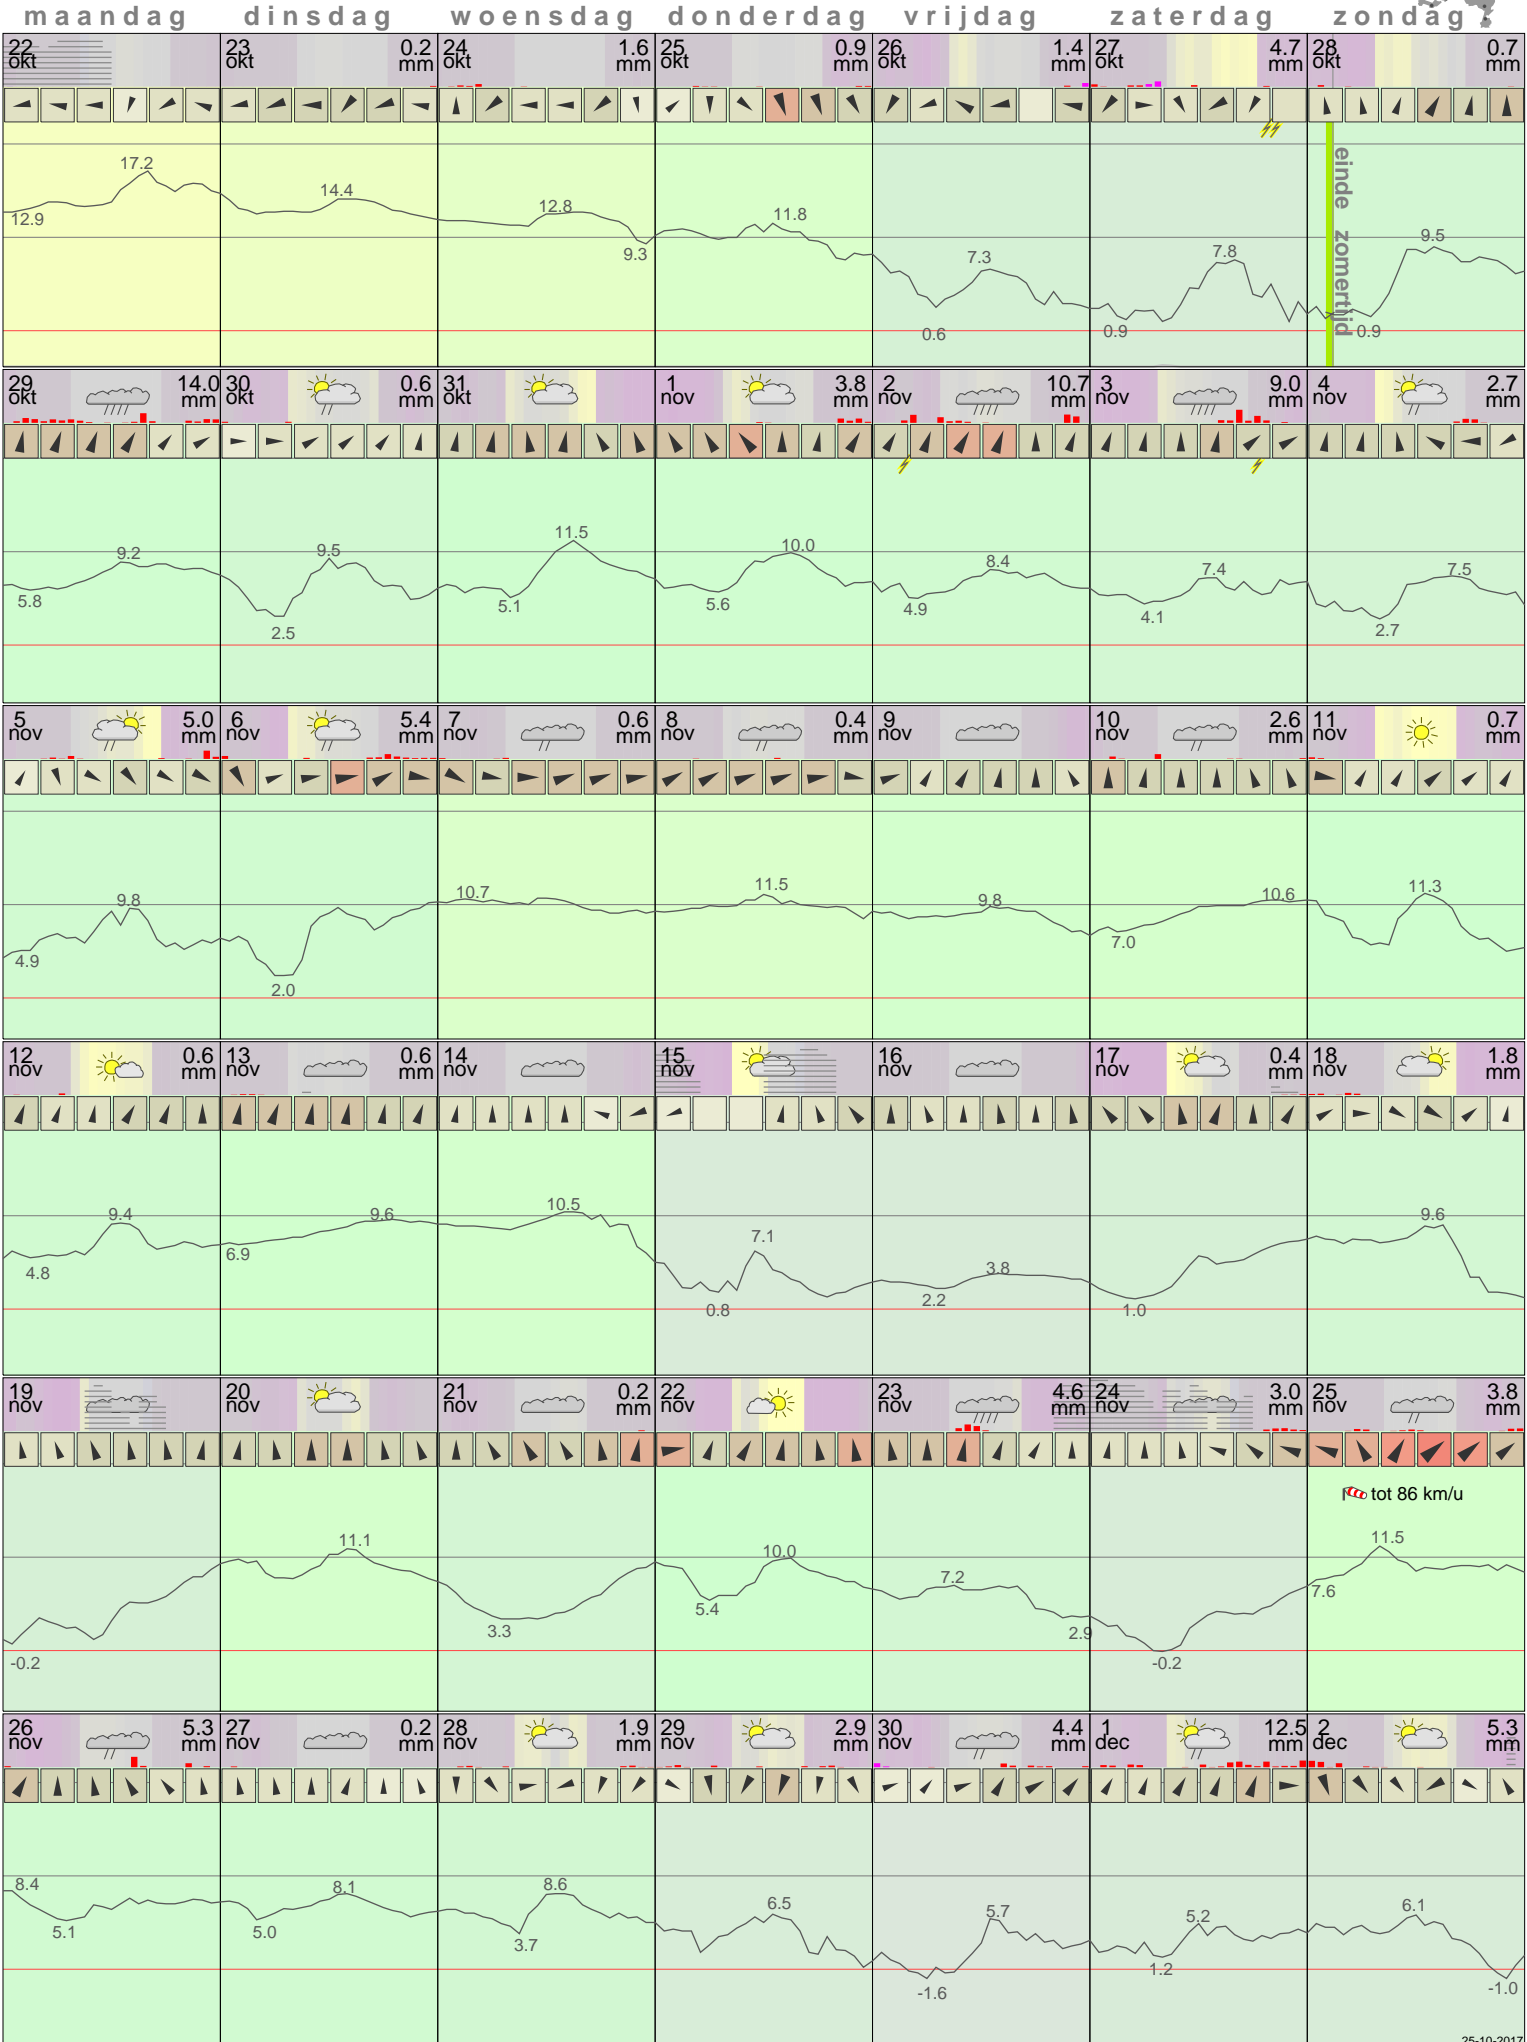 maandag dinsdag woensdag donderdag vrijdag zaterdag zondag
22 okt
23 okt 0.2 mm
24 okt 1.6 mm
25 okt 0.9 mm
26 okt 1.4 mm
27 okt 4.7 mm
28 okt 0.7 mm
17.2 12.9
14.4
12.8 9.3
11.8
7.3 0.6
7.8 0.9
einde zomertijd
9.5 0.9
29 okt 14.0 mm
30 okt 0.6 mm
31 okt
1 nov 3.8 mm
2 nov 10.7 mm
3 nov 9.0 mm
4 nov 2.7 mm
9.2 5.8
9.5 2.5
11.5 5.1
10.0 5.6
8.4 4.9
7.4 4.1
7.5 2.7
5 nov 5.0 mm
6 nov 5.4 mm
7 nov 0.6 mm
8 nov 0.4 mm
9 nov
10 nov 2.6 mm
11 nov 0.7 mm
9.8 4.9
2.0
10.7
11.5
9.8
10.6 7.0
11.3
12 nov 0.6 mm
13 nov 0.6 mm
14 nov
15 nov
16 nov
17 nov 0.4 mm
18 nov 1.8 mm
9.4 4.8
9.6 6.9
10.5
7.1 0.8
3.8 2.2
1.0
9.6
19 nov
20 nov
21 nov 0.2 mm
22 nov
23 nov 4.6 mm
24 nov 3.0 mm
25 nov 3.8 mm
tot 86 km/u
-0.2
11.1
3.3
10.0 5.4
7.2 2.9
-0.2
11.5 7.6
26 nov 5.3 mm
27 nov 0.2 mm
28 nov 1.9 mm
29 nov 2.9 mm
30 nov 4.4 mm
1 dec 12.5 mm
2 dec 5.3 mm
8.4 5.1
8.1 5.0
8.6 3.7
6.5
5.7 -1.6
5.2 1.2
6.1 -1.0
25-10-2017